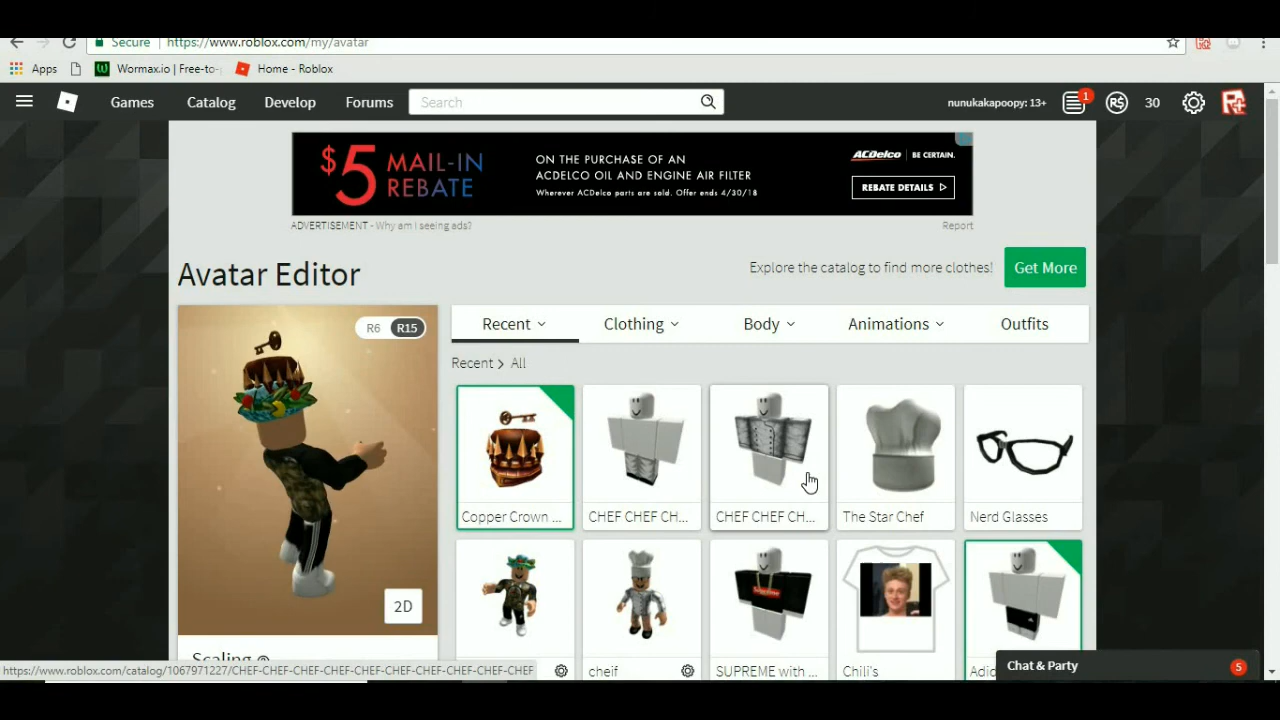 Secure
https://www.roblox.com/my/avatar
Apps
Wormax.io | Free-to-
Home - Roblox
Games
Catalog
Develop
Forums
Search
nunukakapoopy: 13+
1
R$
30
$5 MAIL-IN
REBATE
ON THE PURCHASE OF AN
ACDELCO OIL AND ENGINE AIR FILTER
Wherever ACDelco parts are sold. Offer ends 4/30/18
ACDelco | BE CERTAIN.
REBATE DETAILS
ADVERTISEMENT - Why am I seeing ads?
Report
Avatar Editor
Explore the catalog to find more clothes!
Get More
R6 R15
2D
Scaling
Recent
Clothing
Body
Animations
Outfits
Recent > All
Copper Crown ...
CHEF CHEF CH...
CHEF CHEF CH...
The Star Chef
Nerd Glasses
cheif
SUPREME with ...
Chili's
Adid
https://www.roblox.com/catalog/1067971227/CHEF-CHEF-CHEF-CHEF-CHEF-CHEF-CHEF-CHEF-CHEF
Chat & Party
5